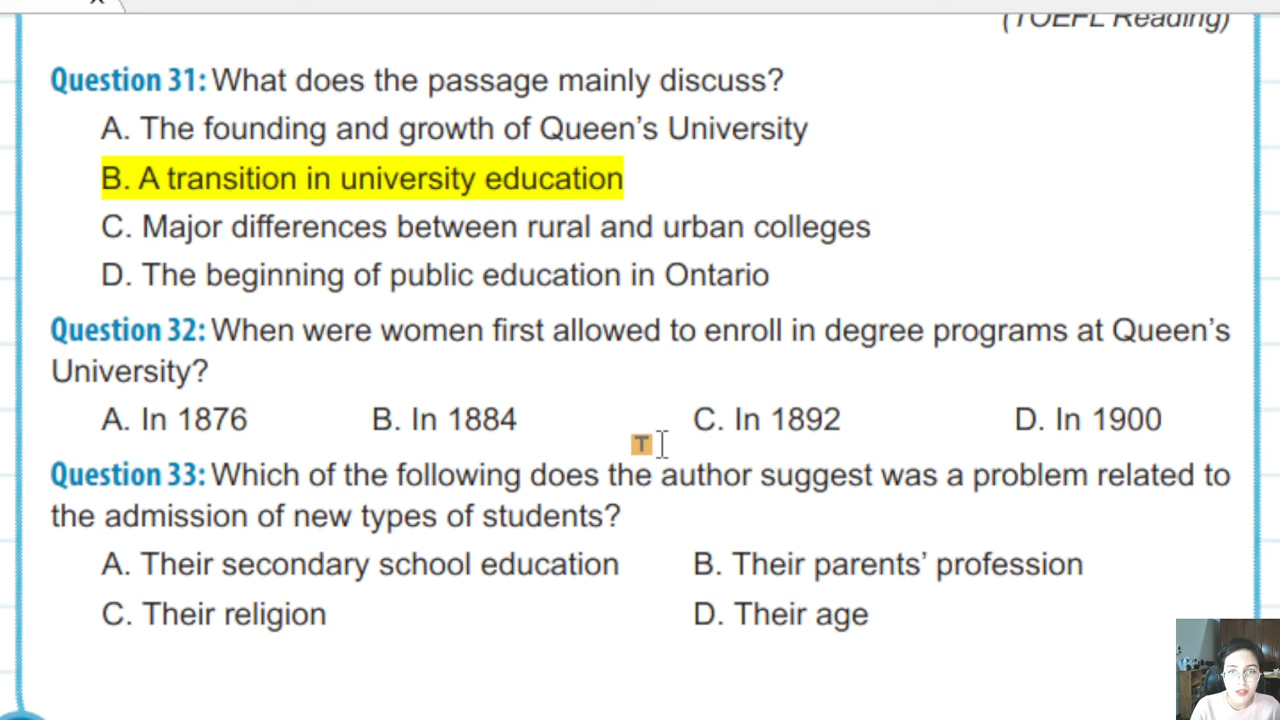 (TOEFL Reading)
Question 31: What does the passage mainly discuss?
A. The founding and growth of Queen's University
B. A transition in university education
C. Major differences between rural and urban colleges
D. The beginning of public education in Ontario
Question 32: When were women first allowed to enroll in degree programs at Queen's
University?
A. In 1876 B. In 1884 C. In 1892 D. In 1900
T
Question 33: Which of the following does the author suggest was a problem related to
the admission of new types of students?
A. Their secondary school education B. Their parents' profession
C. Their religion D. Their age